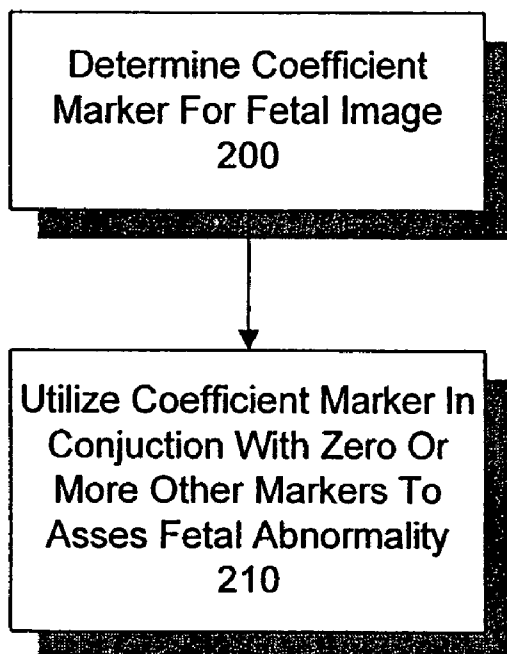 Determine Coefficient
Marker For Fetal Image
200
Utilize Coefficient Marker In
Conjuction With Zero Or
More Other Markers To
Asses Fetal Abnormality
210